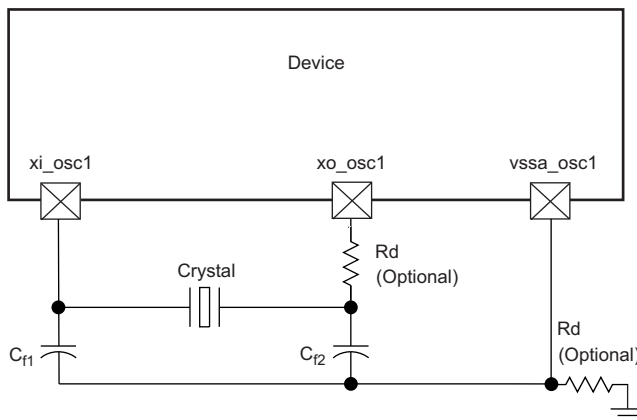 Device
xi_osc1
xo_osc1
vssa_osc1
Rd
(Optional)
Crystal
Cf1
Cf2
Rd
(Optional)